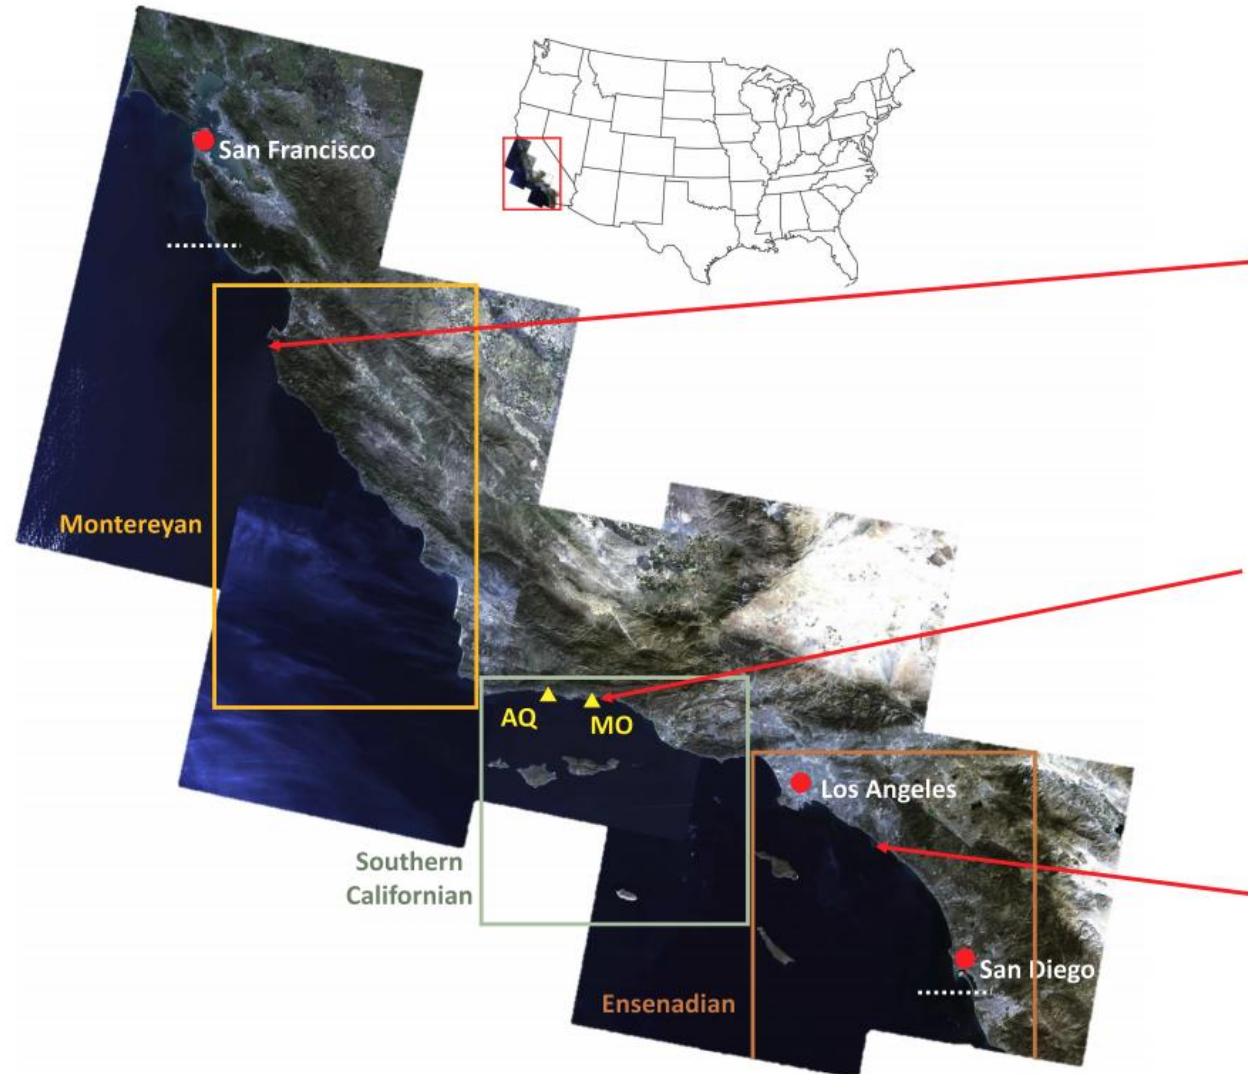 San Francisco
Montereyan
AQ
MO
Los Angeles
Southern
Californian
San Diego
Ensenadian